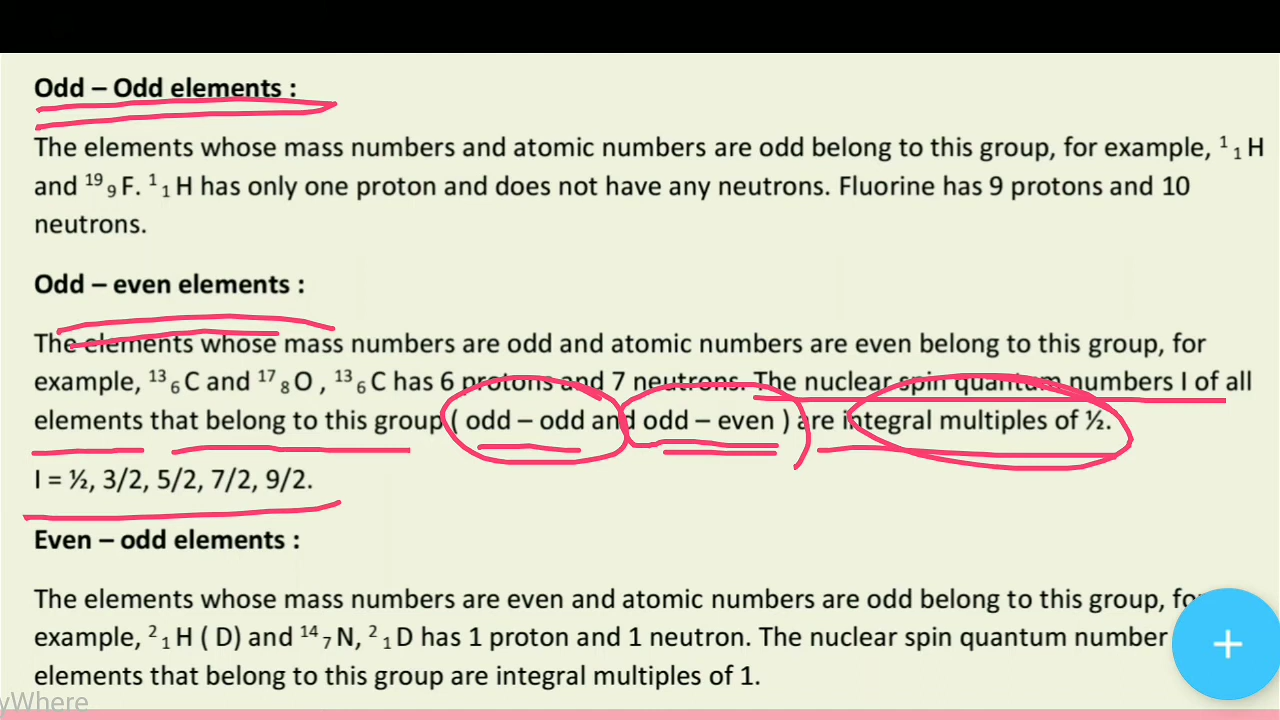 Odd – Odd elements :
The elements whose mass numbers and atomic numbers are odd belong to this group, for example, ¹₁H
and ¹⁹₉F. ¹₁H has only one proton and does not have any neutrons. Fluorine has 9 protons and 10
neutrons.
Odd – even elements :
The elements whose mass numbers are odd and atomic numbers are even belong to this group, for
example, ¹³₆C and ¹⁷₈O , ¹³₆C has 6 protons and 7 neutrons. The nuclear spin quantum numbers I of all
elements that belong to this group ( odd – odd and odd – even ) are integral multiples of ½.
I = ½, 3/2, 5/2, 7/2, 9/2.
Even – odd elements :
The elements whose mass numbers are even and atomic numbers are odd belong to this group,
example, ²₁H ( D) and ¹⁴₇N, ²₁D has 1 proton and 1 neutron. The nuclear spin quantum number
elements that belong to this group are integral multiples of 1.
yWhere